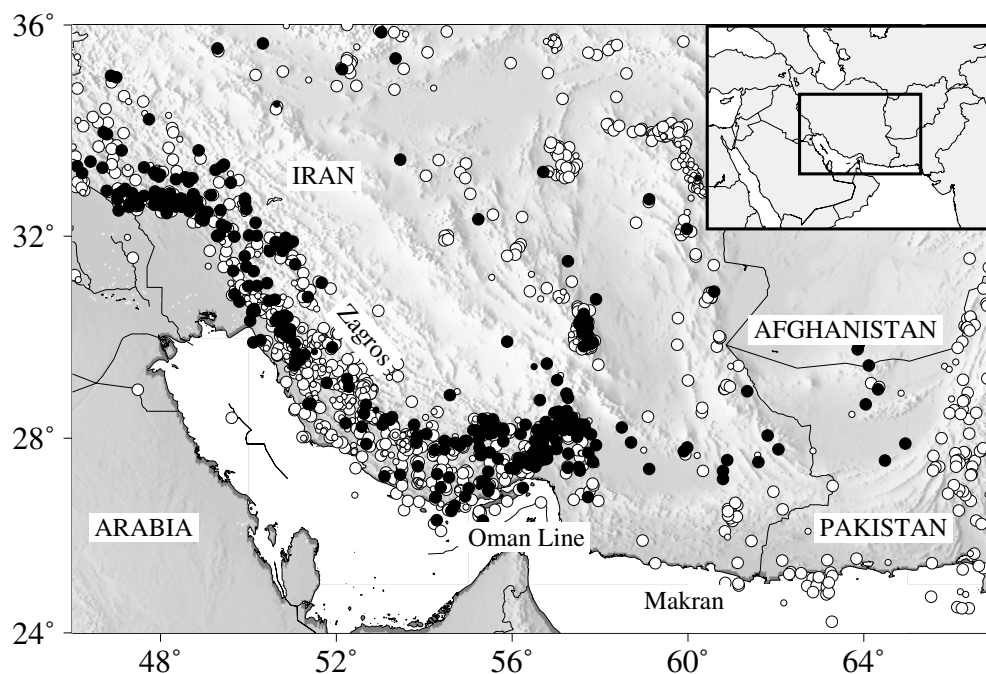 36°
IRAN
32°
Zagros
AFGHANISTAN
28°
ARABIA
Oman Line
PAKISTAN
Makran
24°
48° 52° 56° 60° 64°